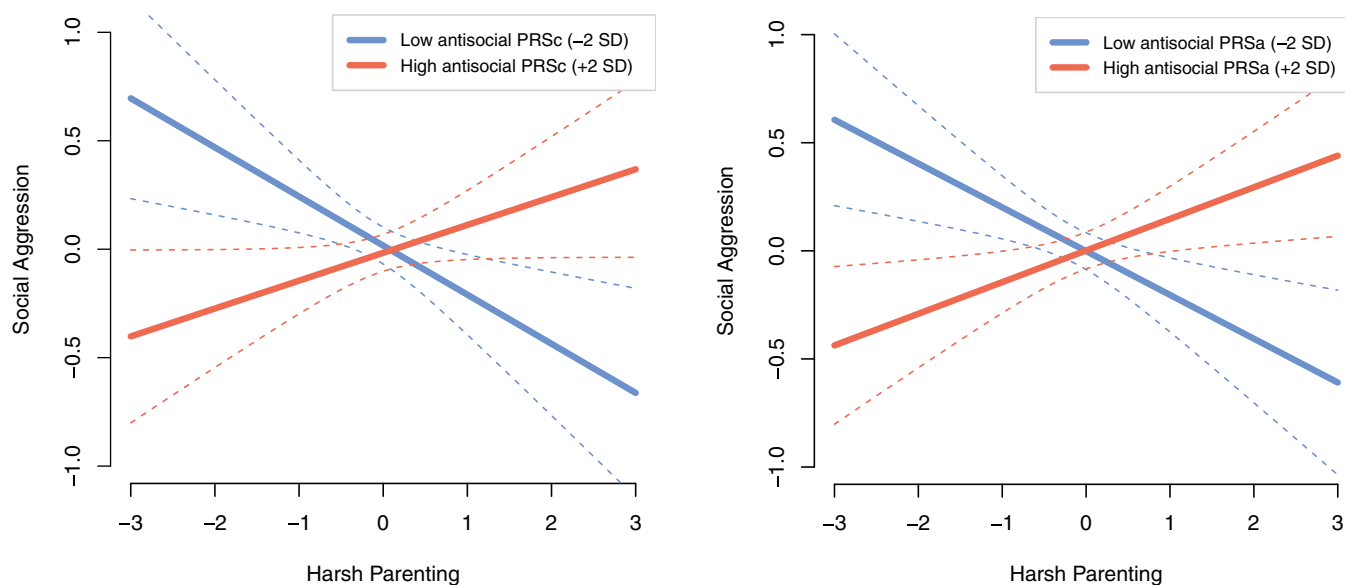 Low antisocial PRSc (−2 SD)
High antisocial PRSc (+2 SD)
1.0
0.5
0.0
−0.5
−1.0
Social Aggression
−3 −2 −1 0 1 2 3
Harsh Parenting
Low antisocial PRSa (−2 SD)
High antisocial PRSa (+2 SD)
1.0
0.5
0.0
−0.5
−1.0
Social Aggression
−3 −2 −1 0 1 2 3
Harsh Parenting